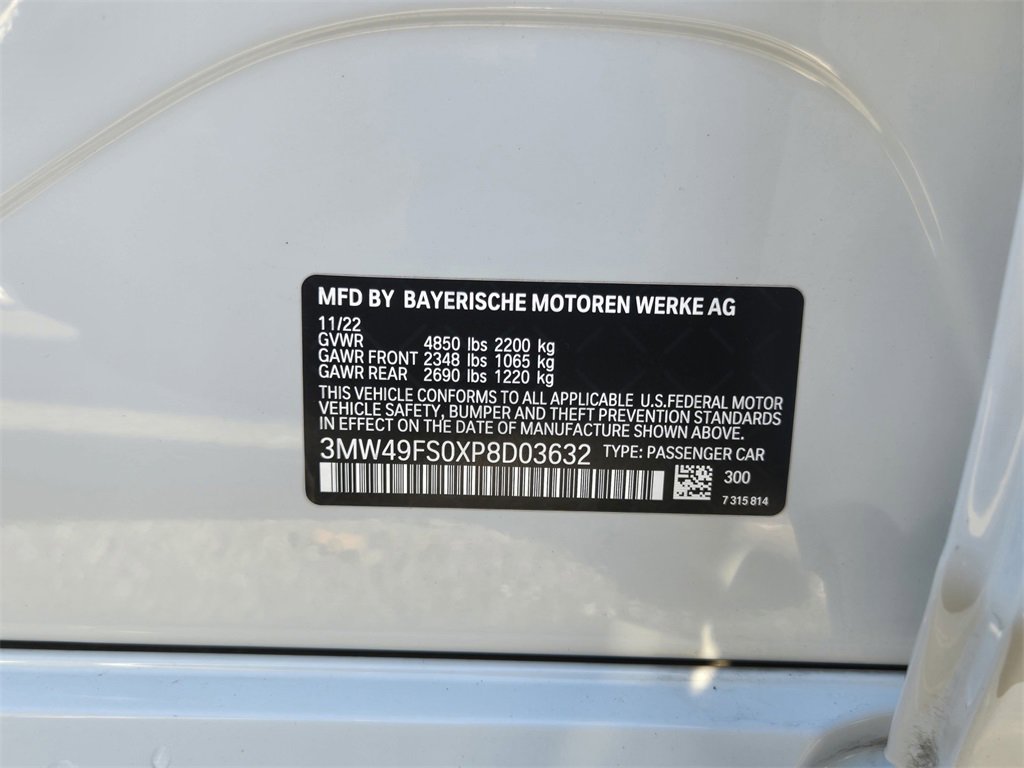 MFD BY BAYERISCHE MOTOREN WERKE AG
11/22
GVWR 4850 lbs 2200 kg
GAWR FRONT 2348 lbs 1065 kg
GAWR REAR 2690 lbs 1220 kg
THIS VEHICLE CONFORMS TO ALL APPLICABLE U.S.FEDERAL MOTOR
VEHICLE SAFETY, BUMPER AND THEFT PREVENTION STANDARDS
IN EFFECT ON THE DATE OF MANUFACTURE SHOWN ABOVE.
3MW49FS0XP8D03632 TYPE: PASSENGER CAR
300
7 315 814